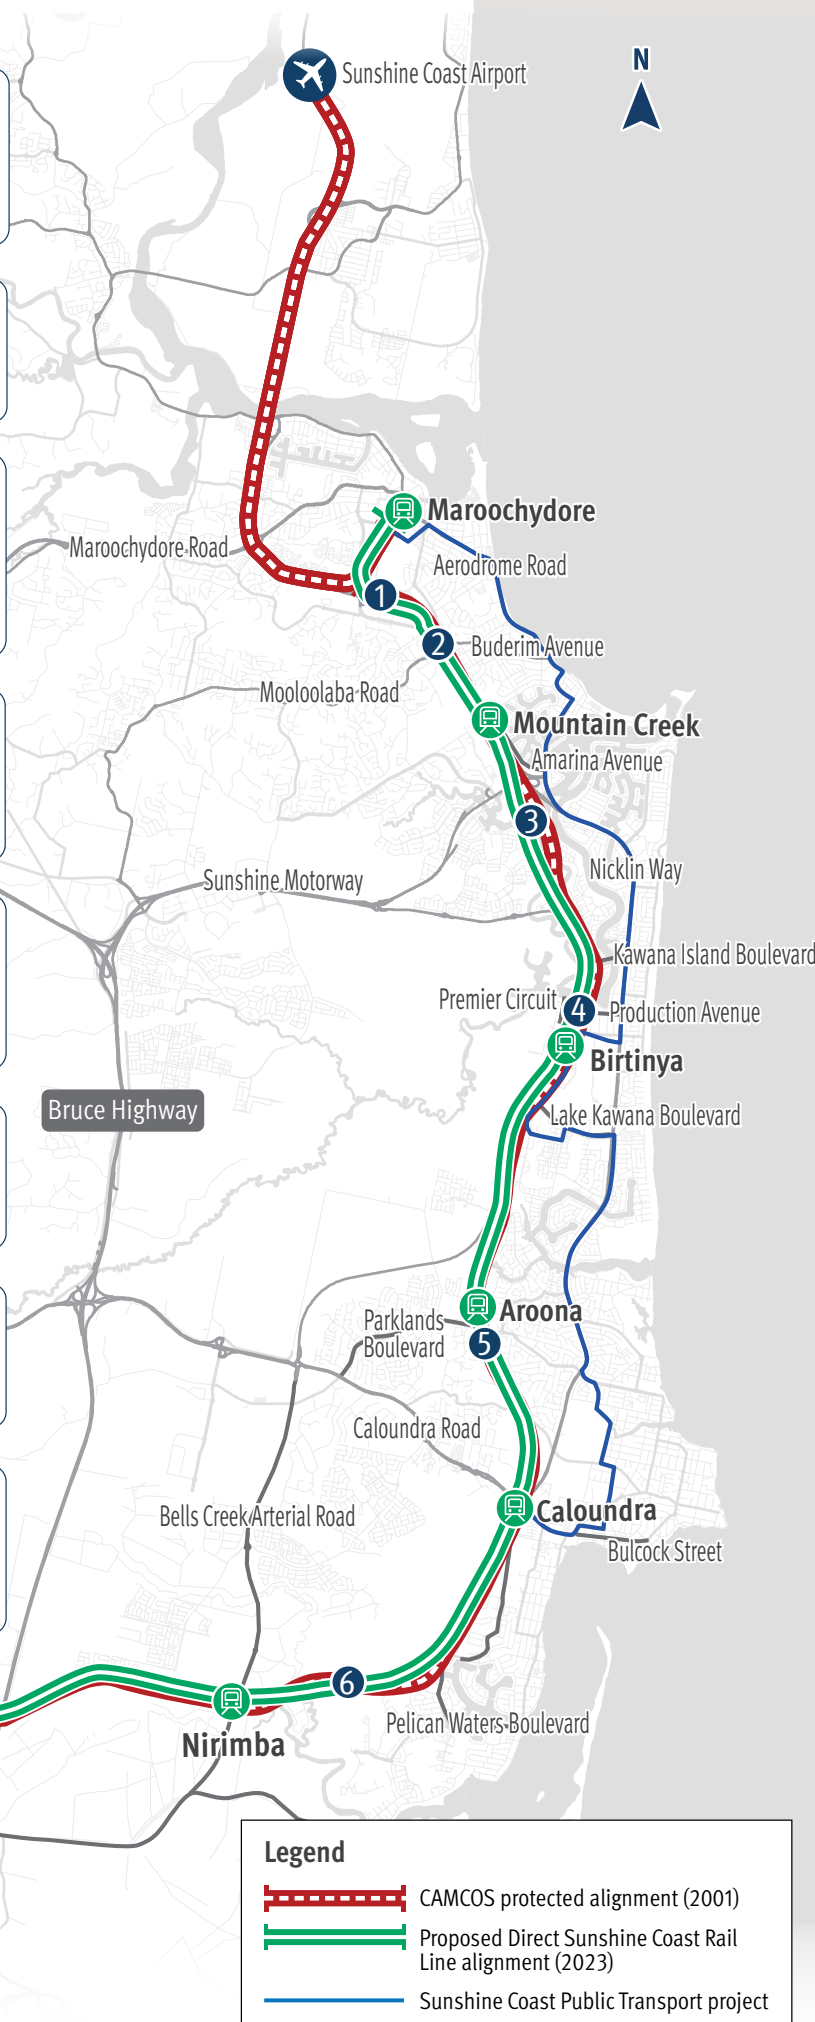 N
Sunshine Coast Airport
Maroochydore
Maroochydore Road
Aerodrome Road
1
2
Buderim Avenue
Mooloolaba Road
Mountain Creek
Amarina Avenue
3
Nicklin Way
Sunshine Motorway
Kawana Island Boulevard
Premier Circuit
4
Production Avenue
Birtinya
Bruce Highway
Lake Kawana Boulevard
Aroona
Parklands
Boulevard
5
Caloundra Road
Caloundra
Bells Creek Arterial Road
Bulcock Street
6
Pelican Waters Boulevard
Nirimba
Legend
CAMCOS protected alignment (2001)
Proposed Direct Sunshine Coast Rail
Line alignment (2023)
Sunshine Coast Public Transport project